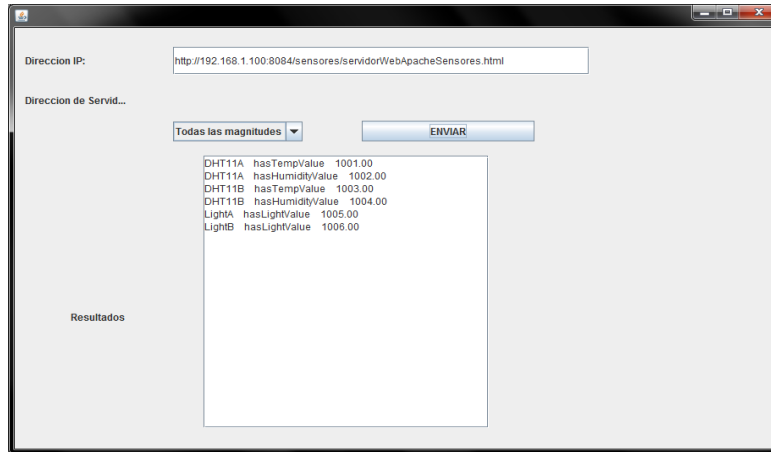 Direccion IP:
http://192.168.1.100:8084/sensores/servidorWebApacheSensores.html
Direccion de Servid...
Todas las magnitudes
ENVIAR
DHT11A hasTempValue 1001.00
DHT11A hasHumidityValue 1002.00
DHT11B hasTempValue 1003.00
DHT11B hasHumidityValue 1004.00
LightA hasLightValue 1005.00
LightB hasLightValue 1006.00
Resultados